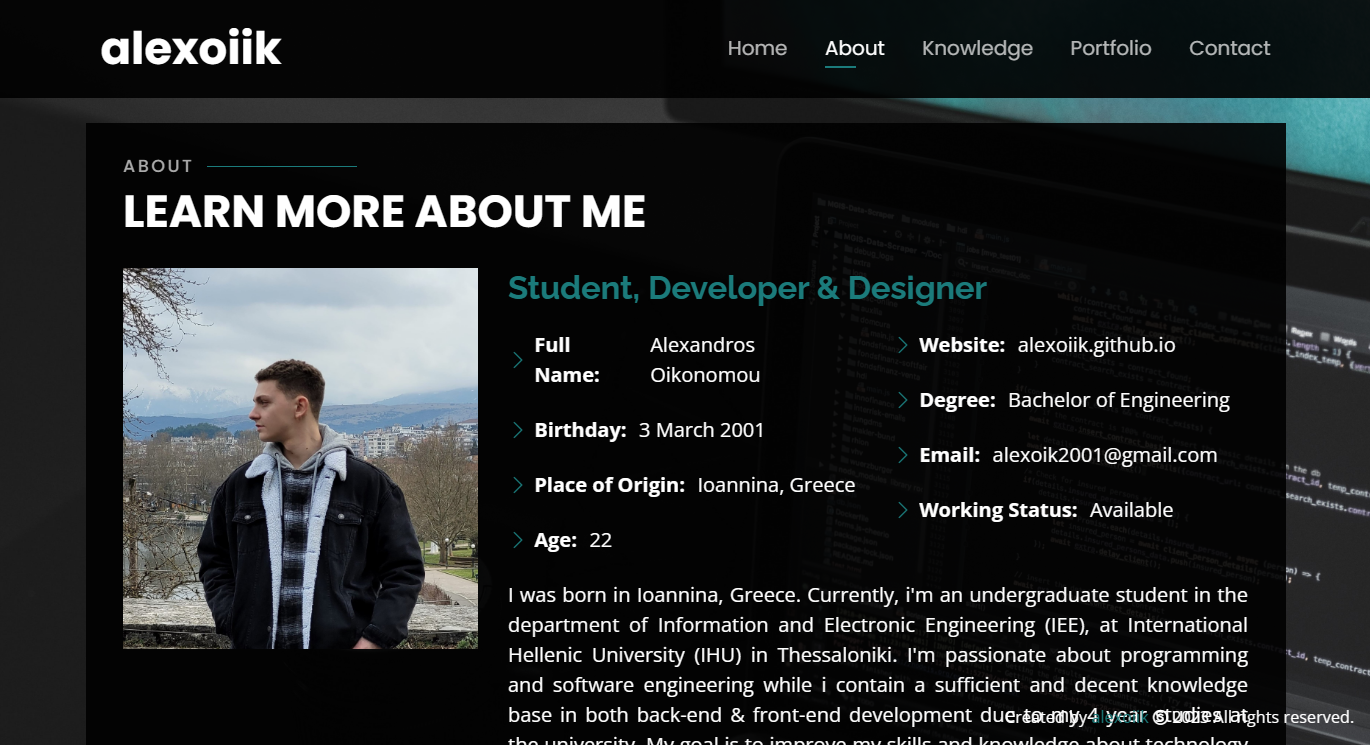 alexoiik
Home About Knowledge Portfolio Contact
ABOUT
LEARN MORE ABOUT ME
Student, Developer & Designer
Full Name: Alexandros Oikonomou
Birthday: 3 March 2001
Place of Origin: Ioannina, Greece
Age: 22
Website: alexoiik.github.io
Degree: Bachelor of Engineering
Email: alexoik2001@gmail.com
Working Status: Available
I was born in Ioannina, Greece. Currently, i'm an undergraduate student in the
department of Information and Electronic Engineering (IEE), at International
Hellenic University (IHU) in Thessaloniki. I'm passionate about programming
and software engineering while i contain a sufficient and decent knowledge
base in both back-end & front-end development due to my 4 year studies at
the university. My goal is to improve my skills and knowledge about technology
Created by alexoiik © 2023 All rights reserved.